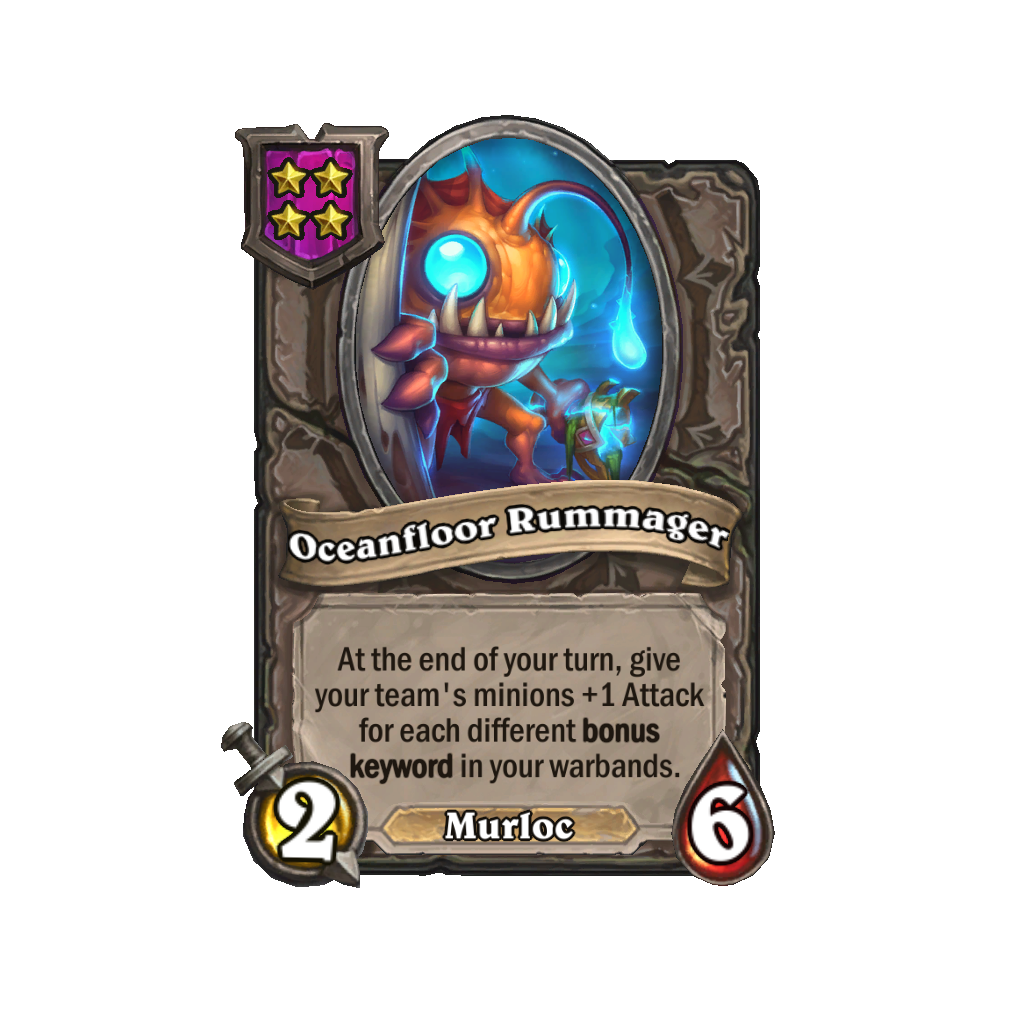 Oceanfloor Rummager
At the end of your turn, give
your team's minions +1 Attack
for each different bonus
keyword in your warbands.
2
Murloc
6